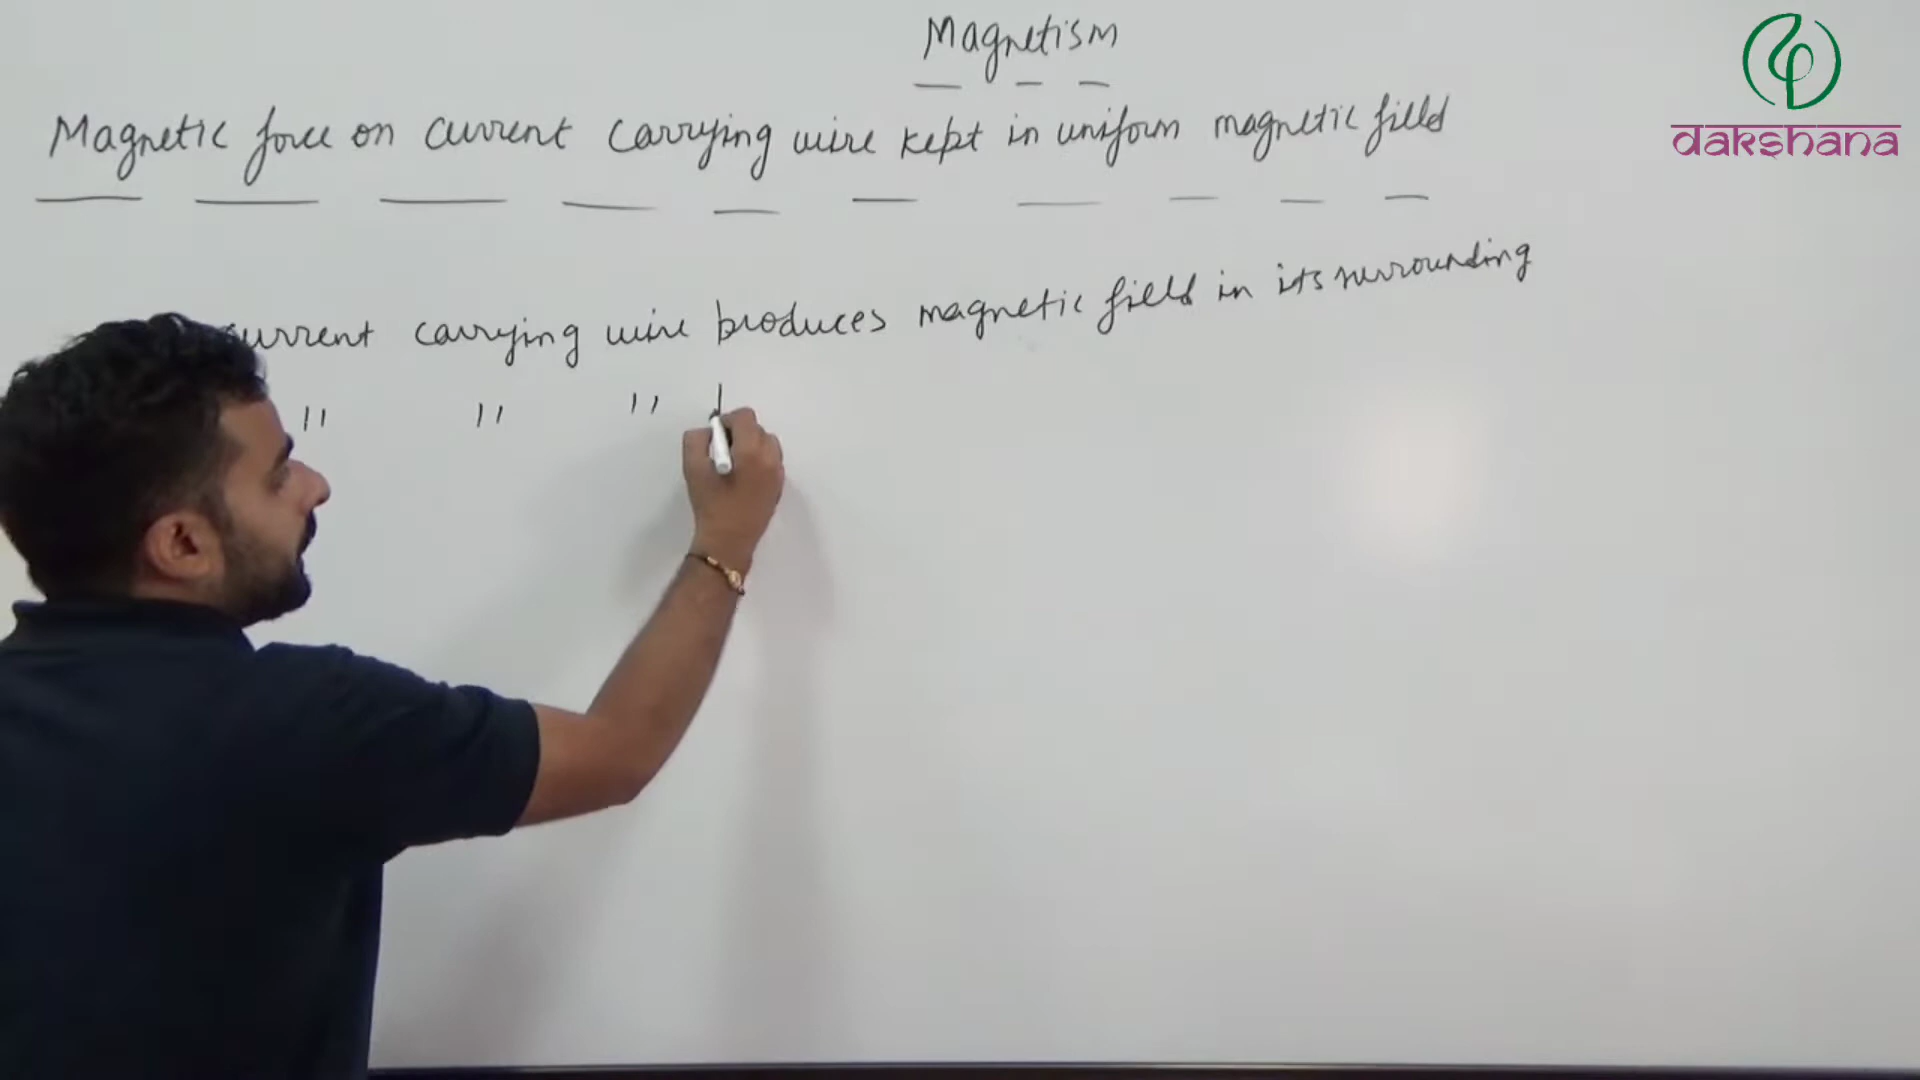 Magnetism
Magnetic force on current carrying wire kept in uniform magnetic field
dakshana
current carrying wire produces magnetic field in its surrounding
" " "